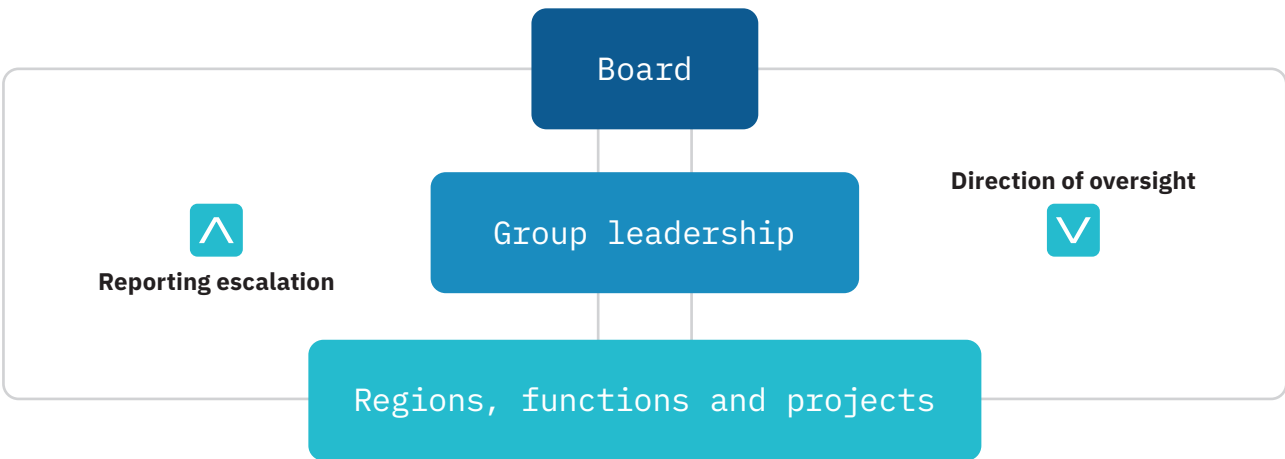 Board
Direction of oversight
Group leadership
Reporting escalation
Regions, functions and projects